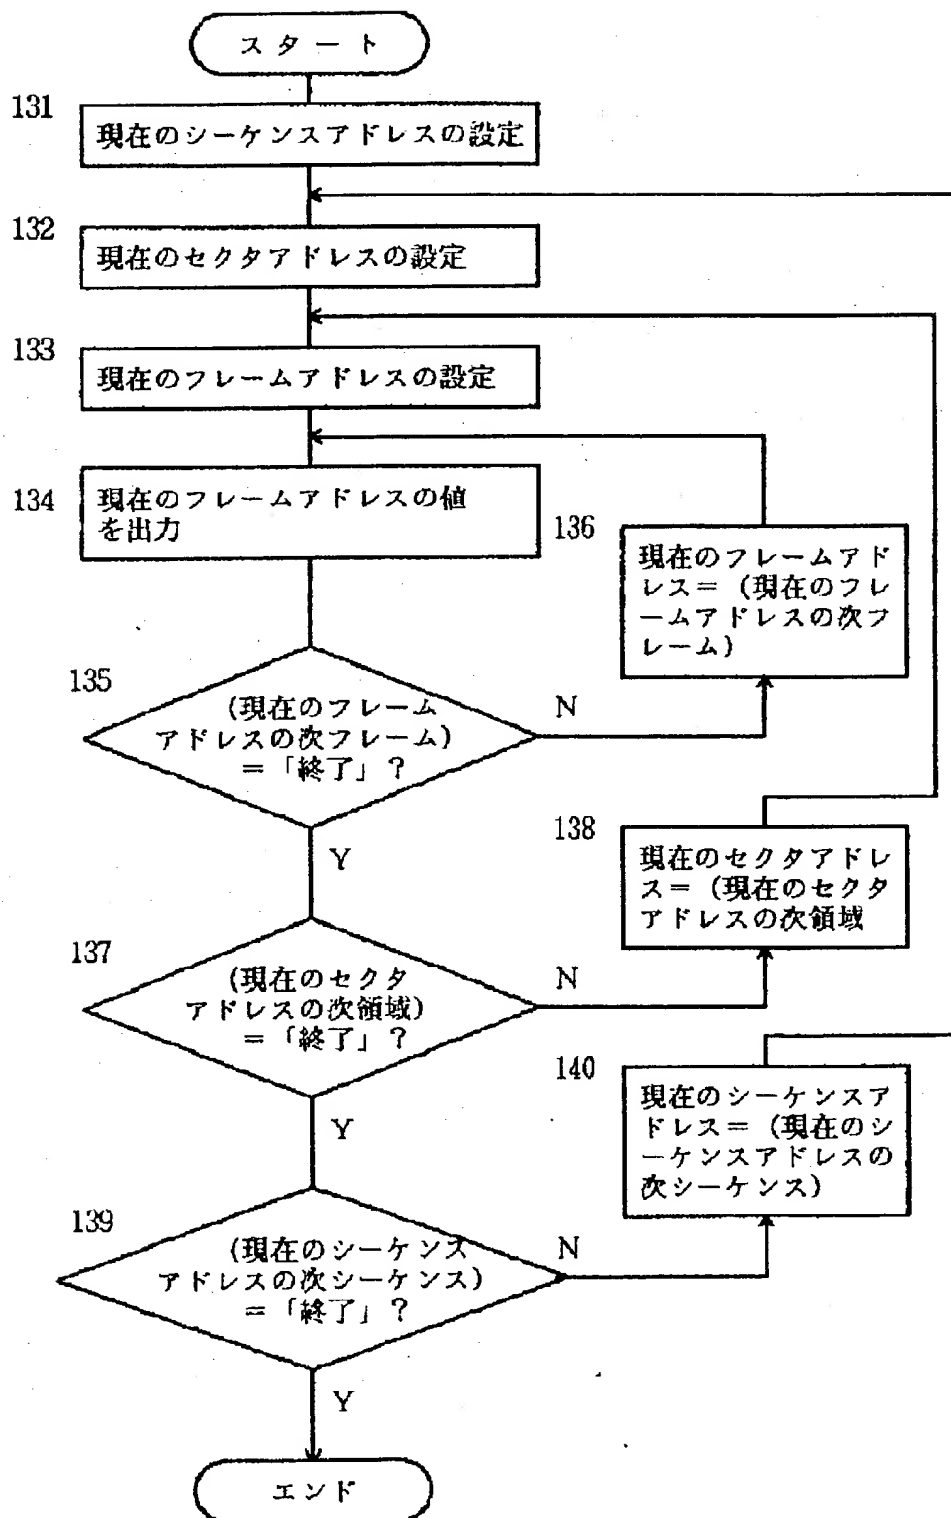 スタート
131
現在のシーケンスアドレスの設定
132
現在のセクタアドレスの設定
133
現在のフレームアドレスの設定
134
現在のフレームアドレスの値
を出力
136
現在のフレームアド
レス＝（現在のフレ
ームアドレスの次フ
レーム）
135
（現在のフレーム
アドレスの次フレーム）
＝「終了」？
N
Y
138
現在のセクタアドレ
ス＝（現在のセクタ
アドレスの次領域
137
（現在のセクタ
アドレスの次領域）
＝「終了」？
N
Y
140
現在のシーケンスア
ドレス＝（現在のシ
ーケンスアドレスの
次シーケンス）
139
（現在のシーケンス
アドレスの次シーケンス）
＝「終了」？
N
Y
エンド